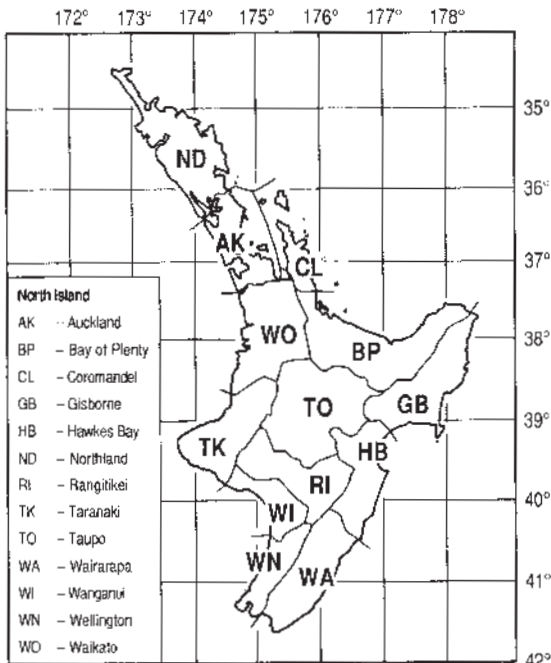 172° 173° 174° 175° 176° 177° 178°
35°
ND
36°
AK
CL
37°
North Island
AK - Auckland
BP – Bay of Plenty
CL – Coromandel
GB – Gisborne
HB – Hawkes Bay
ND – Northland
RI – Rangitikei
TK – Taranaki
TO – Taupo
WA – Wairarapa
WI – Wanganui
WN – Wellington
WO – Waikato
WO
BP
38°
TO
GB
39°
TK
HB
RI
40°
WI
WN
WA
41°
42°